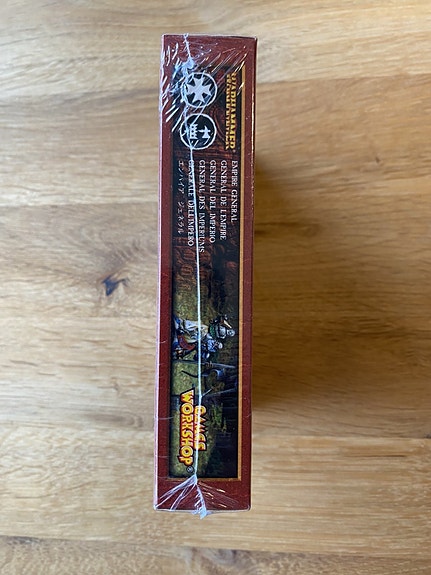 WARHAMMER
EMPIRE GENERAL
GÉNÉRAL DE L'EMPIRE
GENERAL DEL IMPERIO
GENERAL DES IMPERIUMS
GENERALE DELL'IMPERO
エンパイア ジェネラル
GAMES
WORKSHOP®